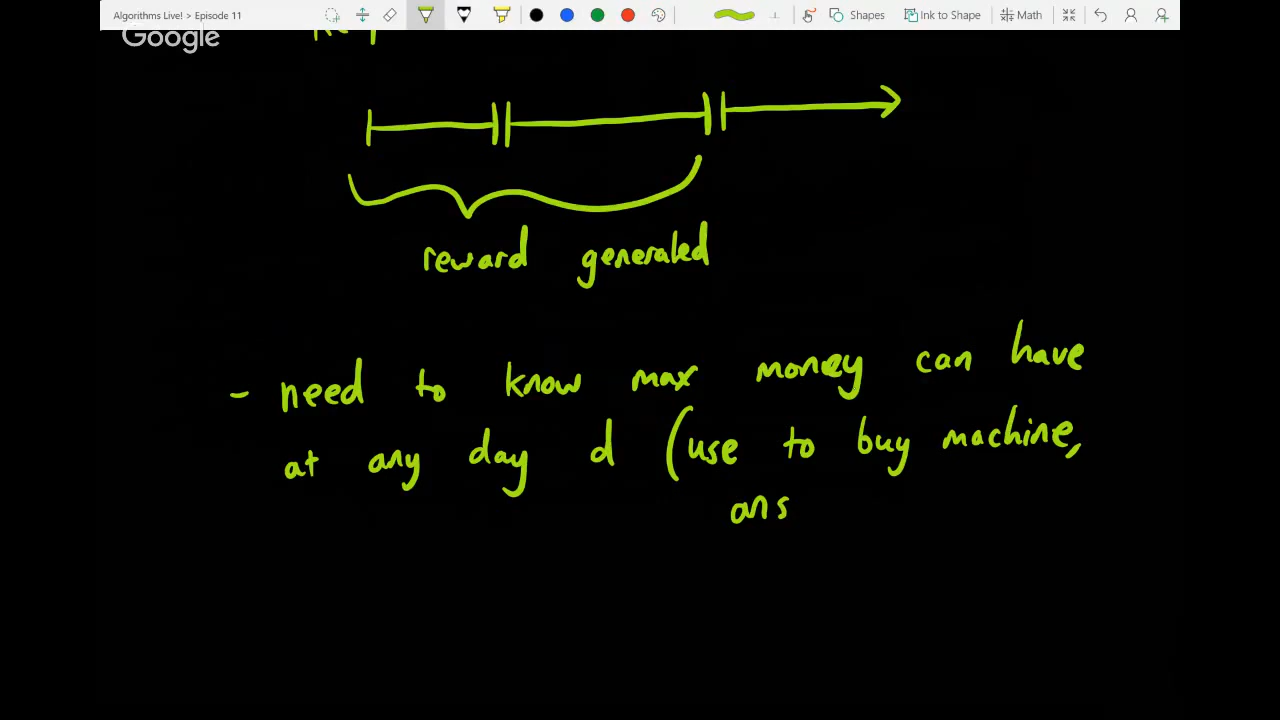 Algorithms Live! > Episode 11
Shapes
Ink to Shape
Math
Google
reward generated
- need to know max money can have
at any day d (use to buy machine,
ans